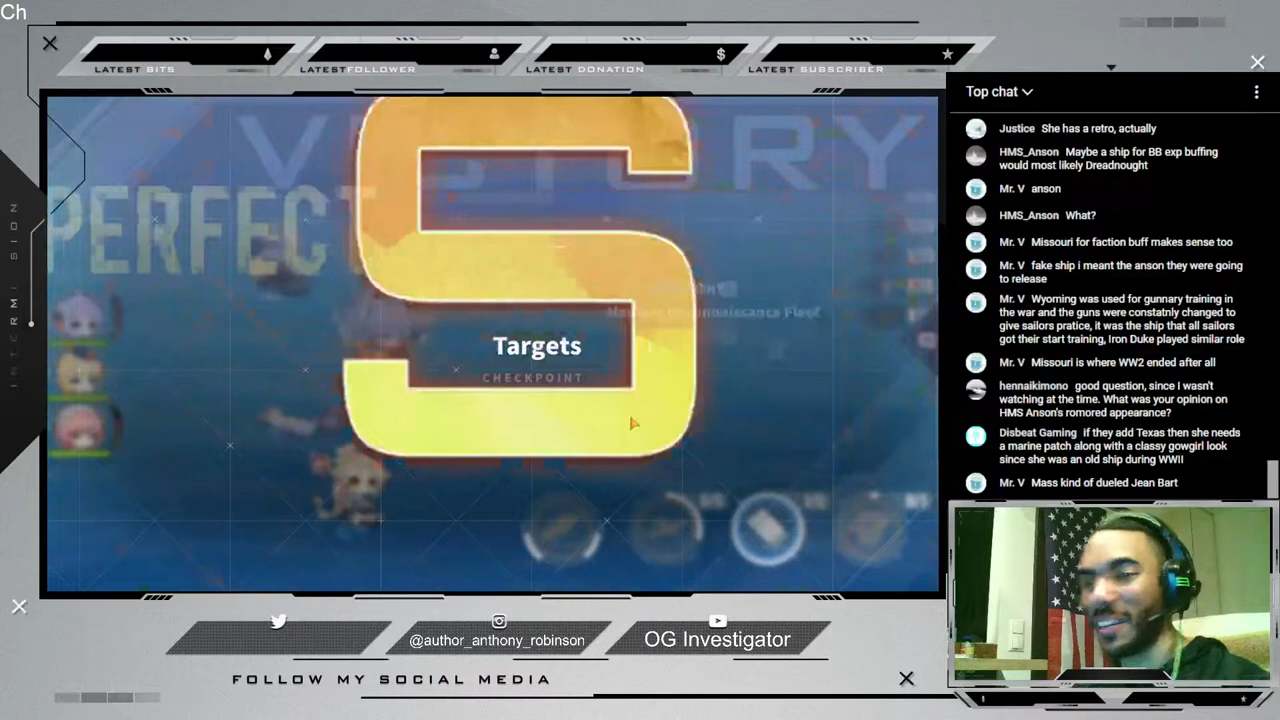 Ch
LATEST BITS
LATEST FOLLOWER
LATEST DONATION
LATEST SUBSCRIBER
INTERMISSION
VICTORY
PERFECT
S
Targets
CHECKPOINT
Top chat
Justice She has a retro, actually
HMS_Anson Maybe a ship for BB exp buffing
would most likely Dreadnought
Mr. V anson
HMS_Anson What?
Mr. V Missouri for faction buff makes sense too
Mr. V fake ship i meant the anson they were going
to release
Mr. V Wyoming was used for gunnary training in
the war and the guns were constatnly changed to
give sailors pratice, it was the ship that all sailors
got their start training, Iron Duke played similar role
Mr. V Missouri is where WW2 ended after all
hennaikimono good question, since I wasn't
watching at the time. What was your opinion on
HMS Anson's romored appearance?
Disbeat Gaming if they add Texas then she needs
a marine patch along with a classy gowgirl look
since she was an old ship during WWII
Mr. V Mass kind of dueled Jean Bart
@author_anthony_robinson
OG Investigator
FOLLOW MY SOCIAL MEDIA